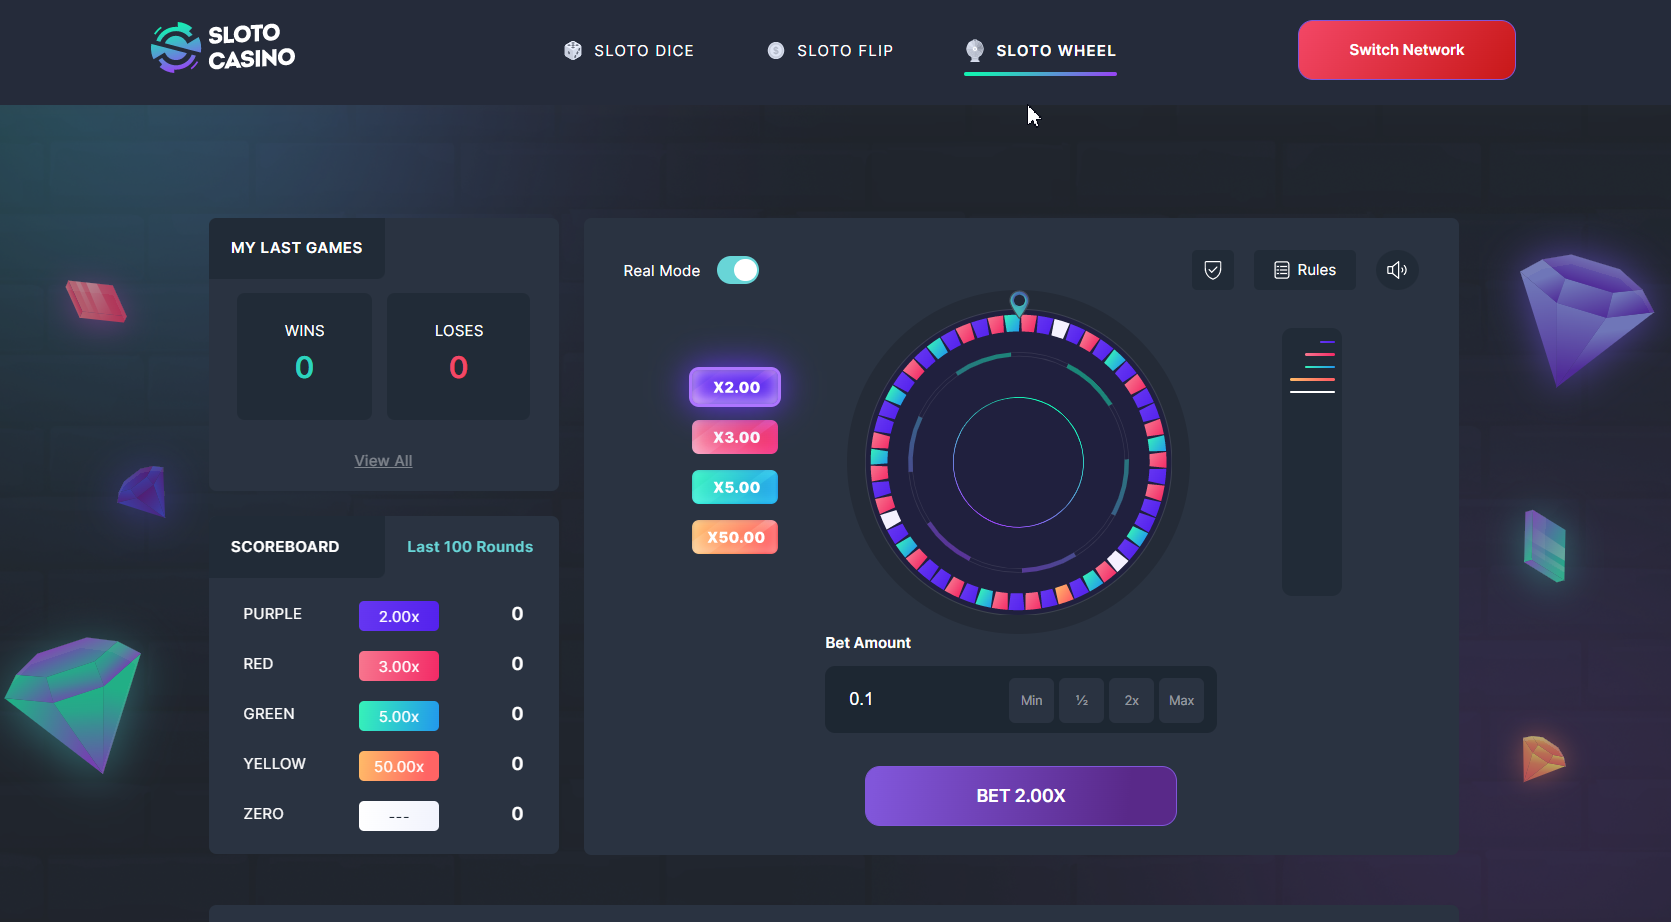 SLOTO
CASINO
SLOTO DICE
SLOTO FLIP
SLOTO WHEEL
Switch Network
MY LAST GAMES
WINS
0
LOSES
0
View All
SCOREBOARD
Last 100 Rounds
PURPLE 2.00x 0
RED 3.00x 0
GREEN 5.00x 0
YELLOW 50.00x 0
ZERO --- 0
Real Mode
Rules
X2.00
X3.00
X5.00
X50.00
Bet Amount
0.1 Min ½ 2x Max
BET 2.00X